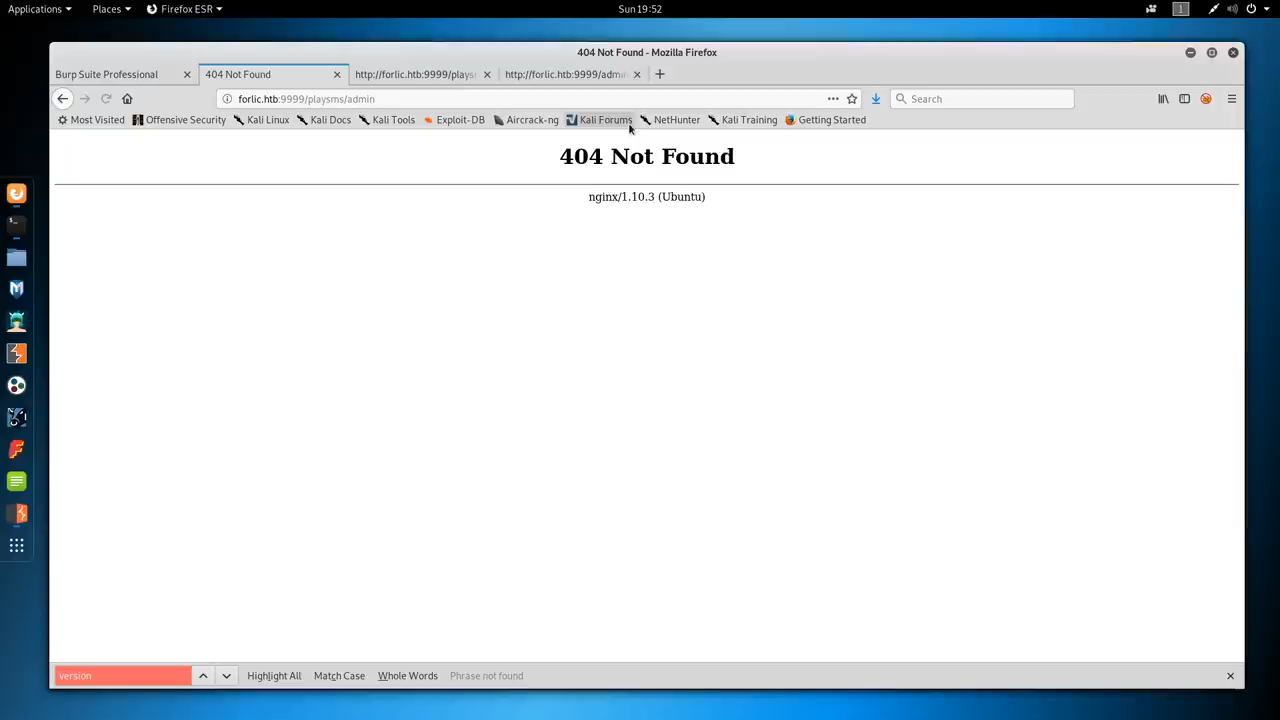 Applications Places Firefox ESR Sun 19:52 1
404 Not Found - Mozilla Firefox
Burp Suite Professional 404 Not Found http://forlic.htb:9999/plays http://forlic.htb:9999/adm
forlic.htb:9999/playsms/admin Search
Most Visited Offensive Security Kali Linux Kali Docs Kali Tools Exploit-DB Aircrack-ng Kali Forums NetHunter Kali Training Getting Started
404 Not Found
nginx/1.10.3 (Ubuntu)
version Highlight All Match Case Whole Words Phrase not found